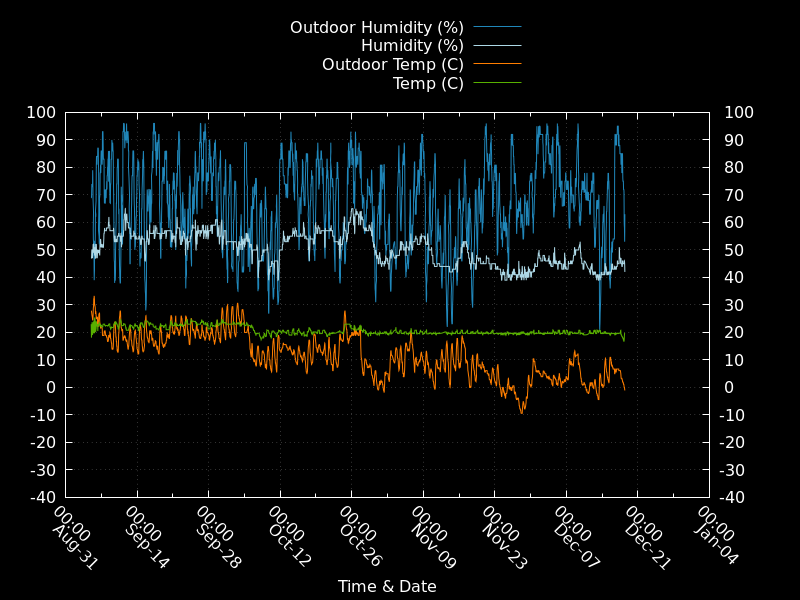 Outdoor Humidity (%)
Humidity (%)
Outdoor Temp (C)
Temp (C)
100 100
90 90
80 80
70 70
60 60
50 50
40 40
30 30
20 20
10 10
0 0
-10 -10
-20 -20
-30 -30
-40 -40
00:00 00:00 00:00 00:00 00:00 00:00 00:00 00:00 00:00 00:00
Aug-31 Sep-14 Sep-28 Oct-12 Oct-26 Nov-09 Nov-23 Dec-07 Dec-21 Jan-04
Time & Date